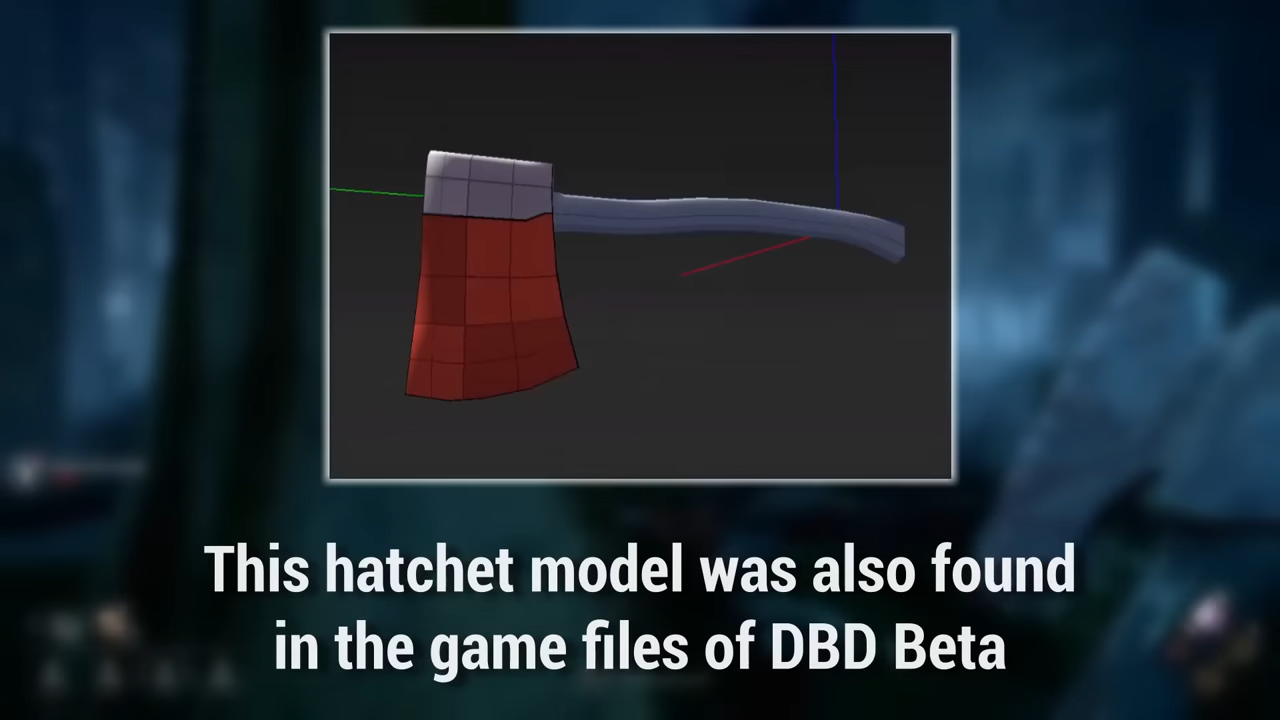 This hatchet model was also found
in the game files of DBD Beta